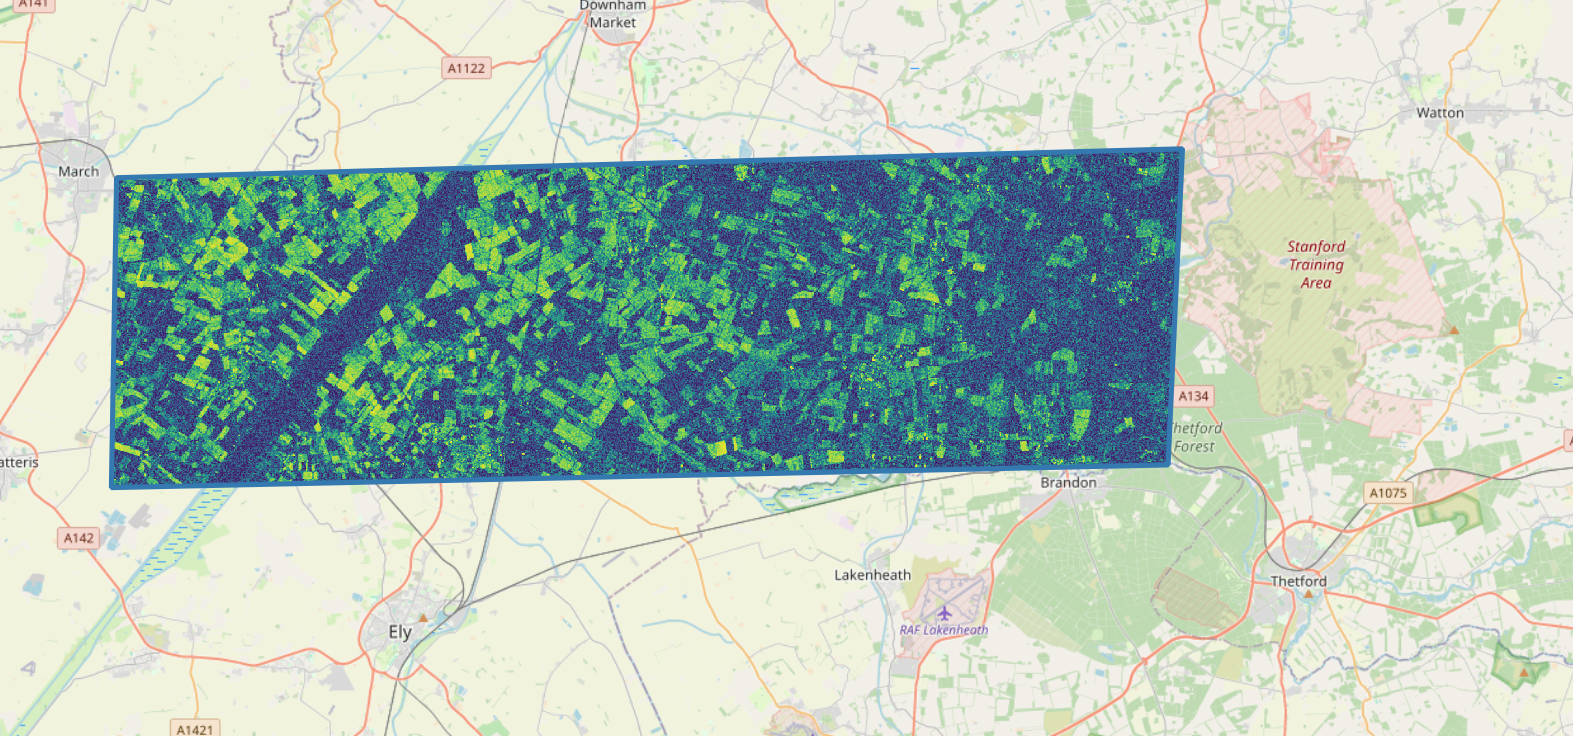 A141
Downham
Market
A1122
Watton
March
Stanford
Training
Area
A134
hetford
Forest
atteris
Brandon
A1075
A142
Lakenheath
Thetford
RAF Lakenheath
Ely
A1421